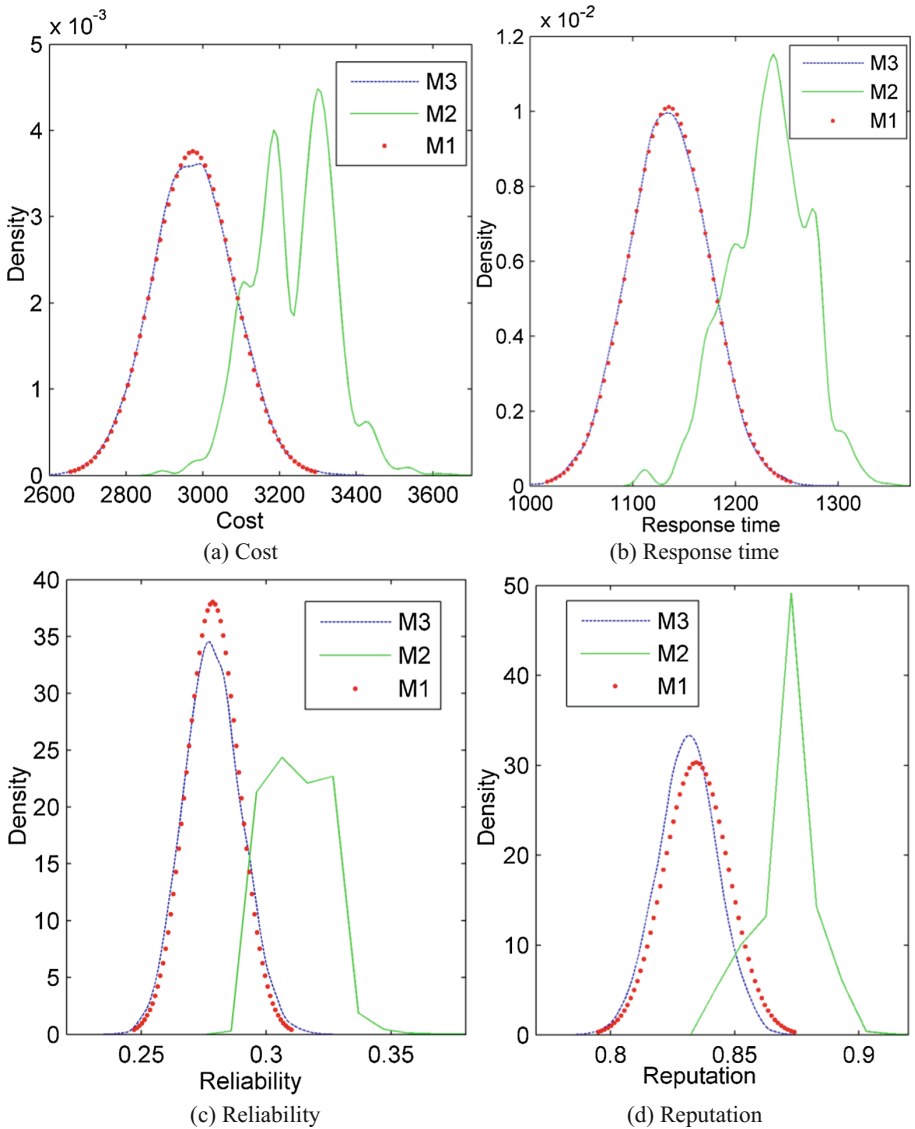 x 10⁻³
5
4
3
2
1
0
Density
2600 2800 3000 3200 3400 3600
Cost
M3
M2
M1
(a) Cost
x 10⁻²
1.2
1
0.8
0.6
0.4
0.2
0
Density
1000 1100 1200 1300
Response time
M3
M2
M1
(b) Response time
40
35
30
25
20
15
10
5
0
Density
0.25 0.3 0.35
Reliability
M3
M2
M1
(c) Reliability
50
40
30
20
10
0
Density
0.8 0.85 0.9
Reputation
M3
M2
M1
(d) Reputation